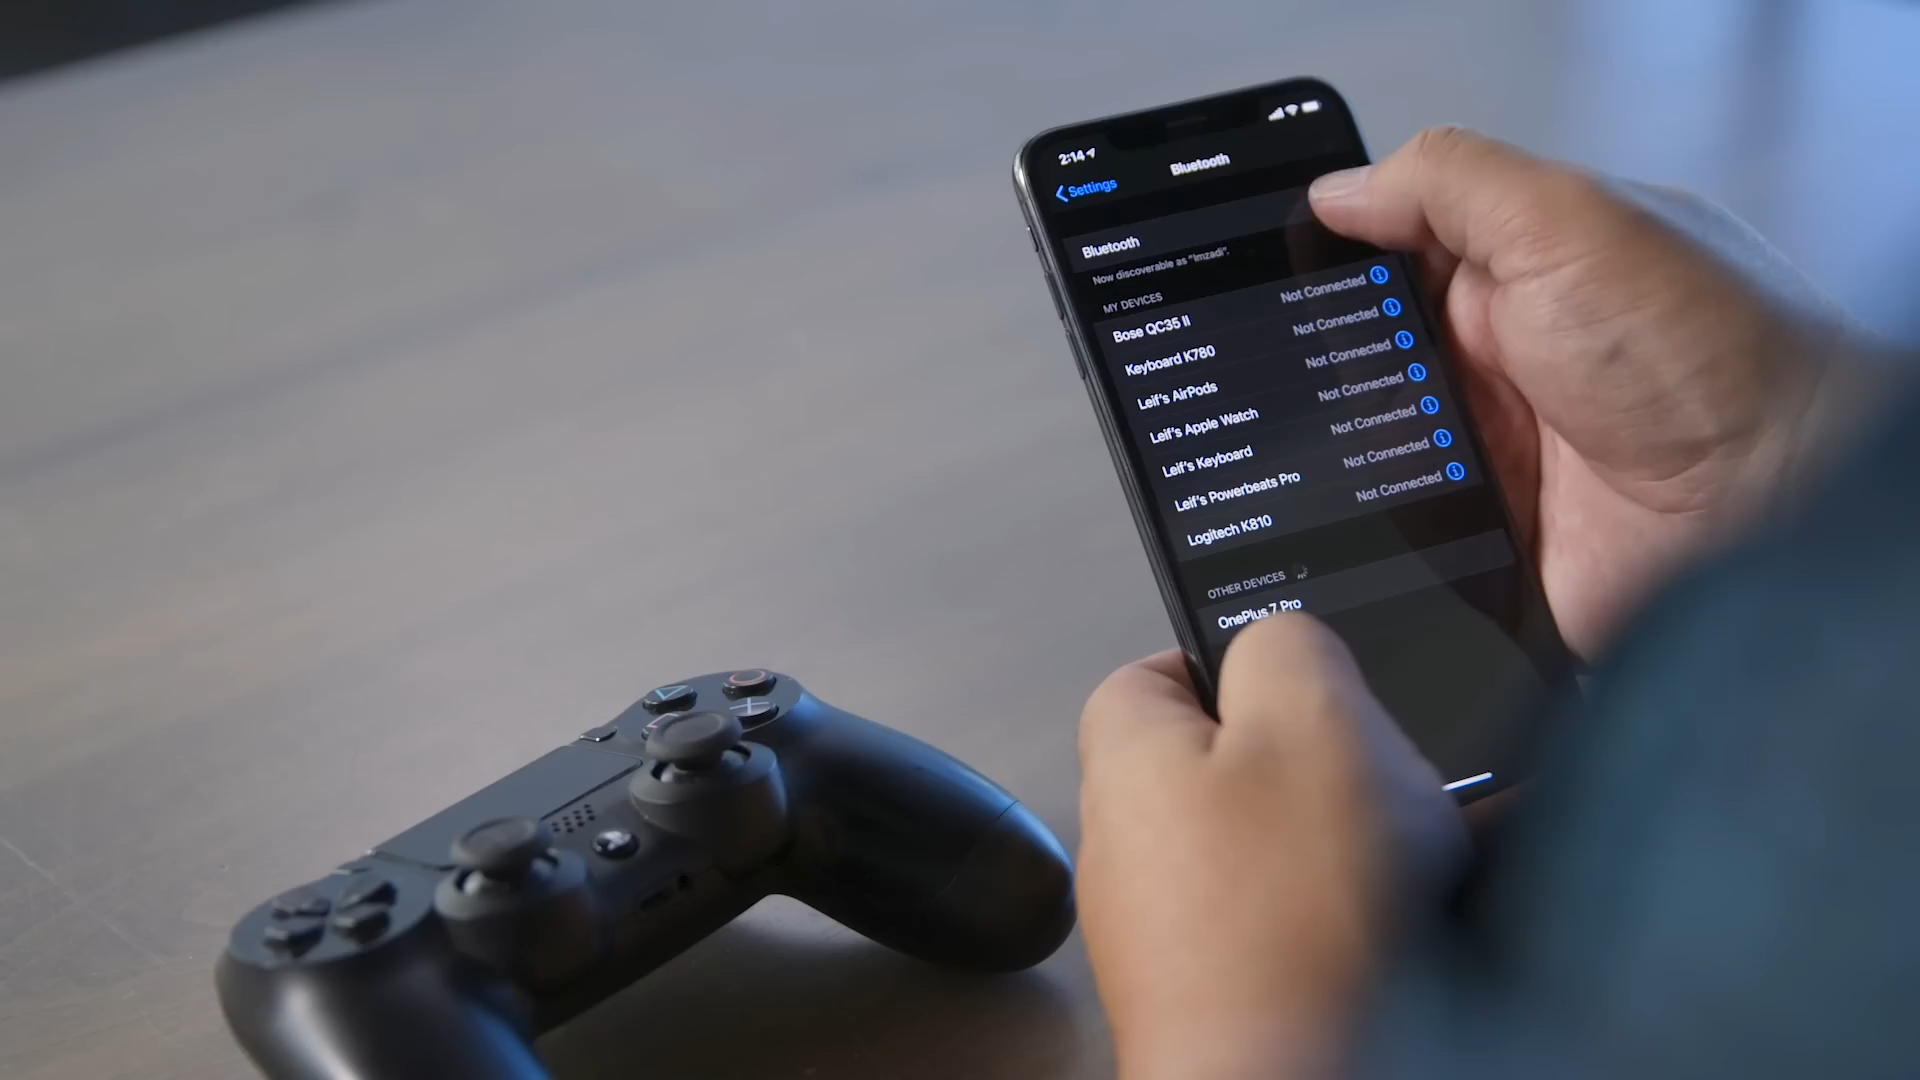 2:14
Settings
Bluetooth
Bluetooth
Now discoverable as "Imzadi".
MY DEVICES
Bose QC35 II Not Connected
Keyboard K780 Not Connected
Leif's AirPods Not Connected
Leif's Apple Watch Not Connected
Leif's Keyboard Not Connected
Leif's Powerbeats Pro Not Connected
Logitech K810 Not Connected
OTHER DEVICES
OnePlus 7 Pro